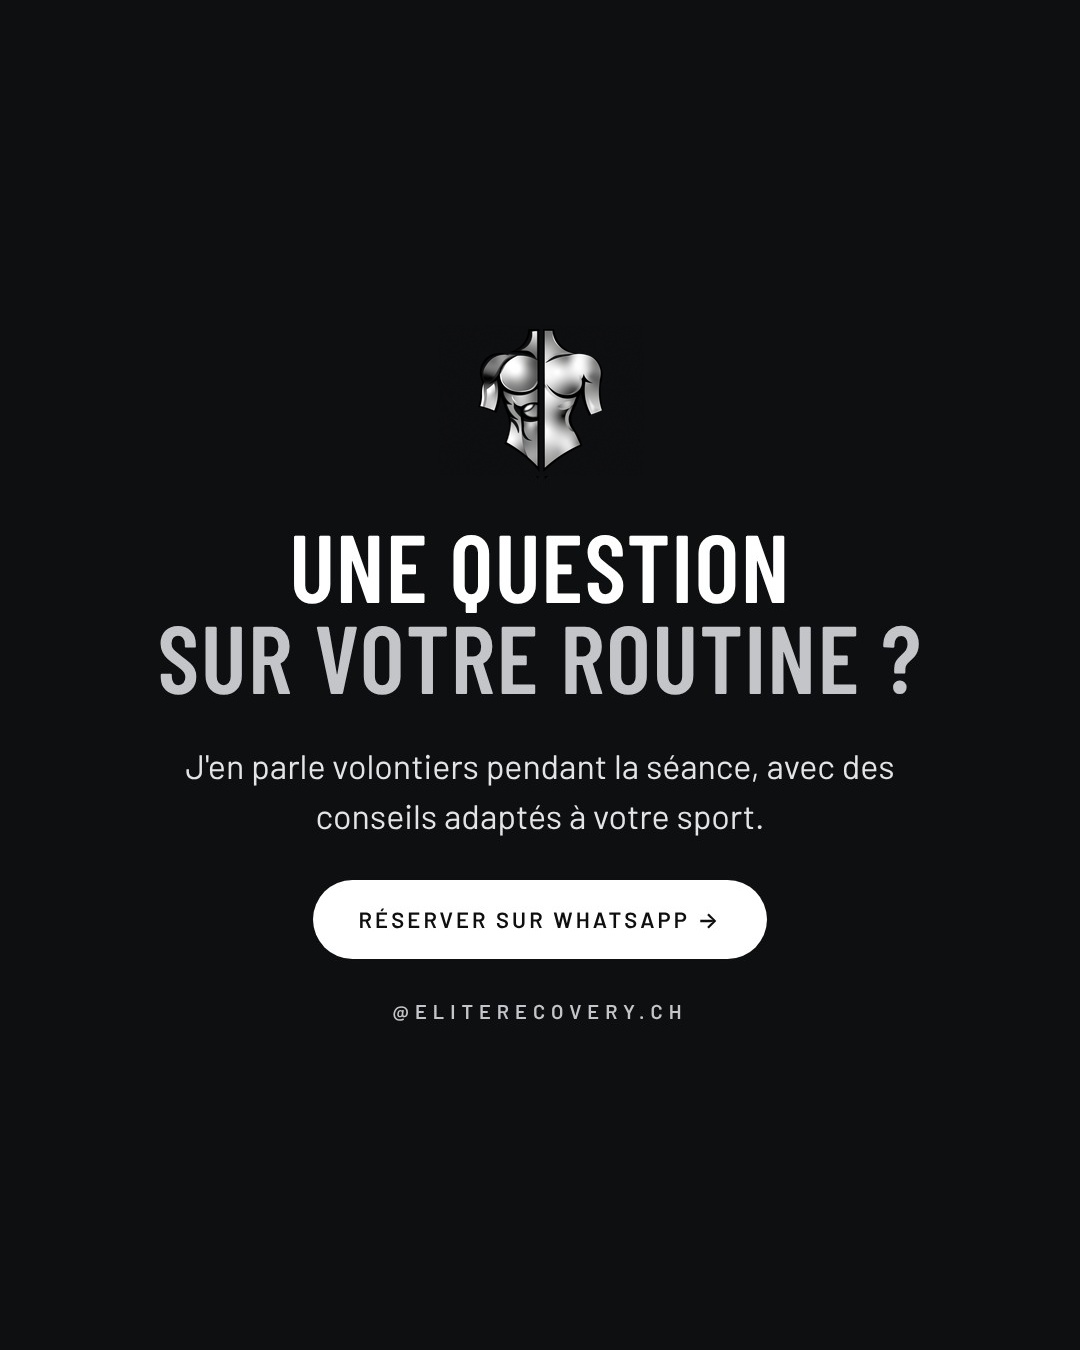 UNE QUESTION
SUR VOTRE ROUTINE ?
J'en parle volontiers pendant la séance, avec des
conseils adaptés à votre sport.
RÉSERVER SUR WHATSAPP →
@ELITERECOVERY.CH